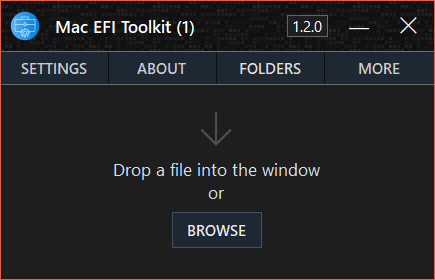 Mac EFI Toolkit (1)
1.2.0
SETTINGS ABOUT FOLDERS MORE
Drop a file into the window
or
BROWSE